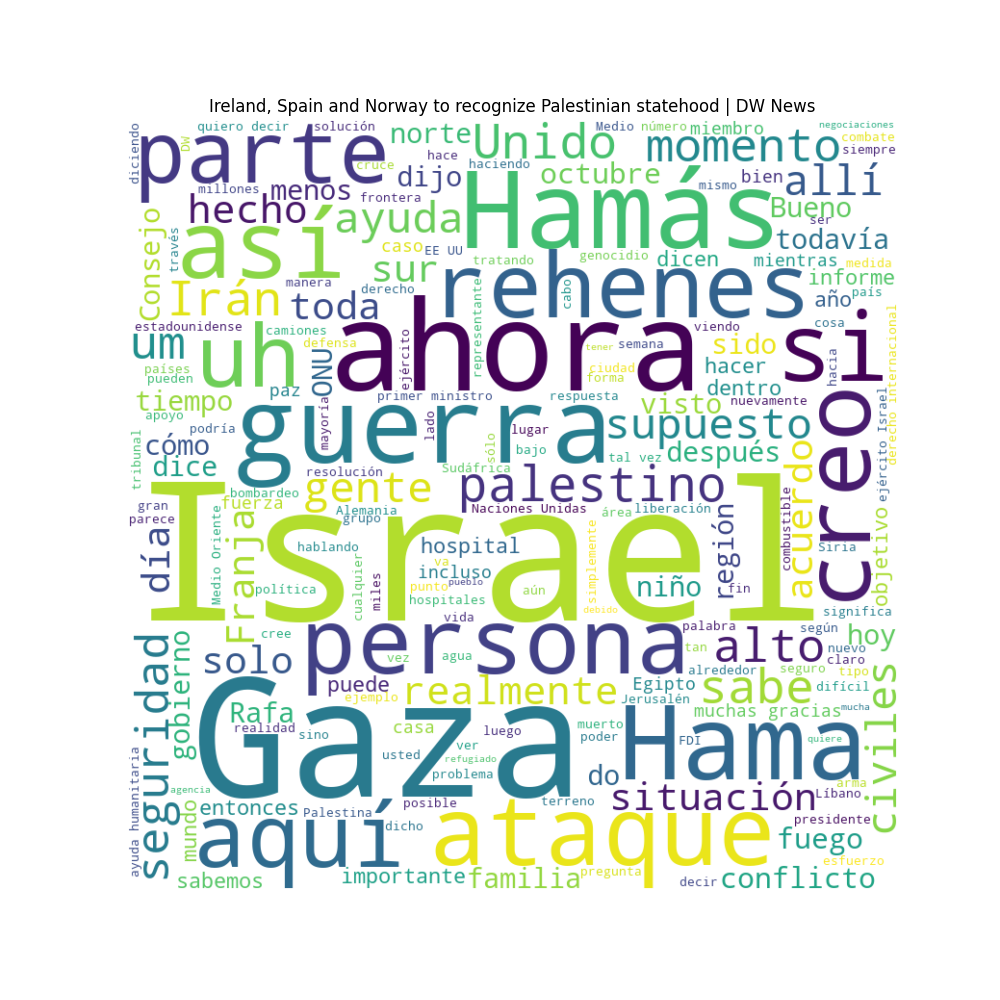 Ireland, Spain and Norway to recognize Palestinian statehood | DW News
diciendo
parte
quiero decir
DW
solución
norte
Unido
Medio
número
miembro
negociaciones
combate
siempre
momento
cruce
hace
haciendo
dijo
octubre
mismo
bien
allí
millones
menos
frontera
hecho
ayuda
Hamás
Bueno
ser
todavía
Consejo
través
así
caso
EE UU
sur
tratando
genocidio
dicen
mientras
medida
informe
Irán
manera
derecho
toda
rehenes
representante
cabo
año
país
estadounidense
camiones
defensa
ONU
ejército
ahora
semana
viendo
cosa
si
hacia
derecho internacional
um
uh
países
pueden
paz
tener
ciudad
forma
sido
hacer
dentro
tiempo
apoyo
mayoría
primer ministro
respuesta
visto
nuevamente
creo
podría
cómo
guerra
lado
lugar
supuesto
tribunal
dice
sólo
bajo
tal vez
después
acuerdo
ejército Israel
resolución
Sudáfrica
gente
palestino
bombardeo
fuerza
gran
parece
Alemania
grupo
Naciones Unidas
área
liberación
región
combustible
objetivo
Siria
día
Medio Oriente
Franja
Israel
hablando
hospital
simplemente
política
cualquier
miles
va
incluso
punto
pueblo
hospitales
aún
niño
fin
debido
significa
vida
cree
persona
palabra
según
alto
nuevo
claro
hoy
seguridad
gobierno
solo
vez
agua
tan
alrededor
seguro
tipo
puede
ejemplo
realmente
Egipto
Jerusalén
sabe
difícil
civiles
Rafa
Gaza
realidad
sino
casa
luego
muerto
poder
muchas gracias
mucha
Hama
FDI
usted
ver
refugiado
problema
quiere
ayuda humanitaria
agencia
do
situación
arma
Líbano
mundo
entonces
Palestina
posible
terreno
presidente
aquí
dicho
ataque
fuego
esfuerzo
sabemos
importante
familia
pregunta
decir
conflicto